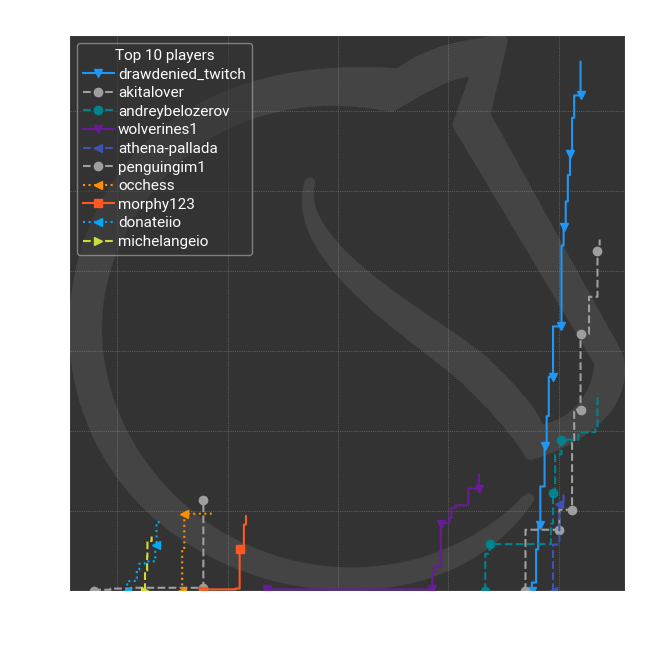 Top 10 players
drawdenied_twitch
akitalover
andreybelozerov
wolverines1
athena-pallada
penguingim1
occhess
morphy123
donateiio
michelangeio